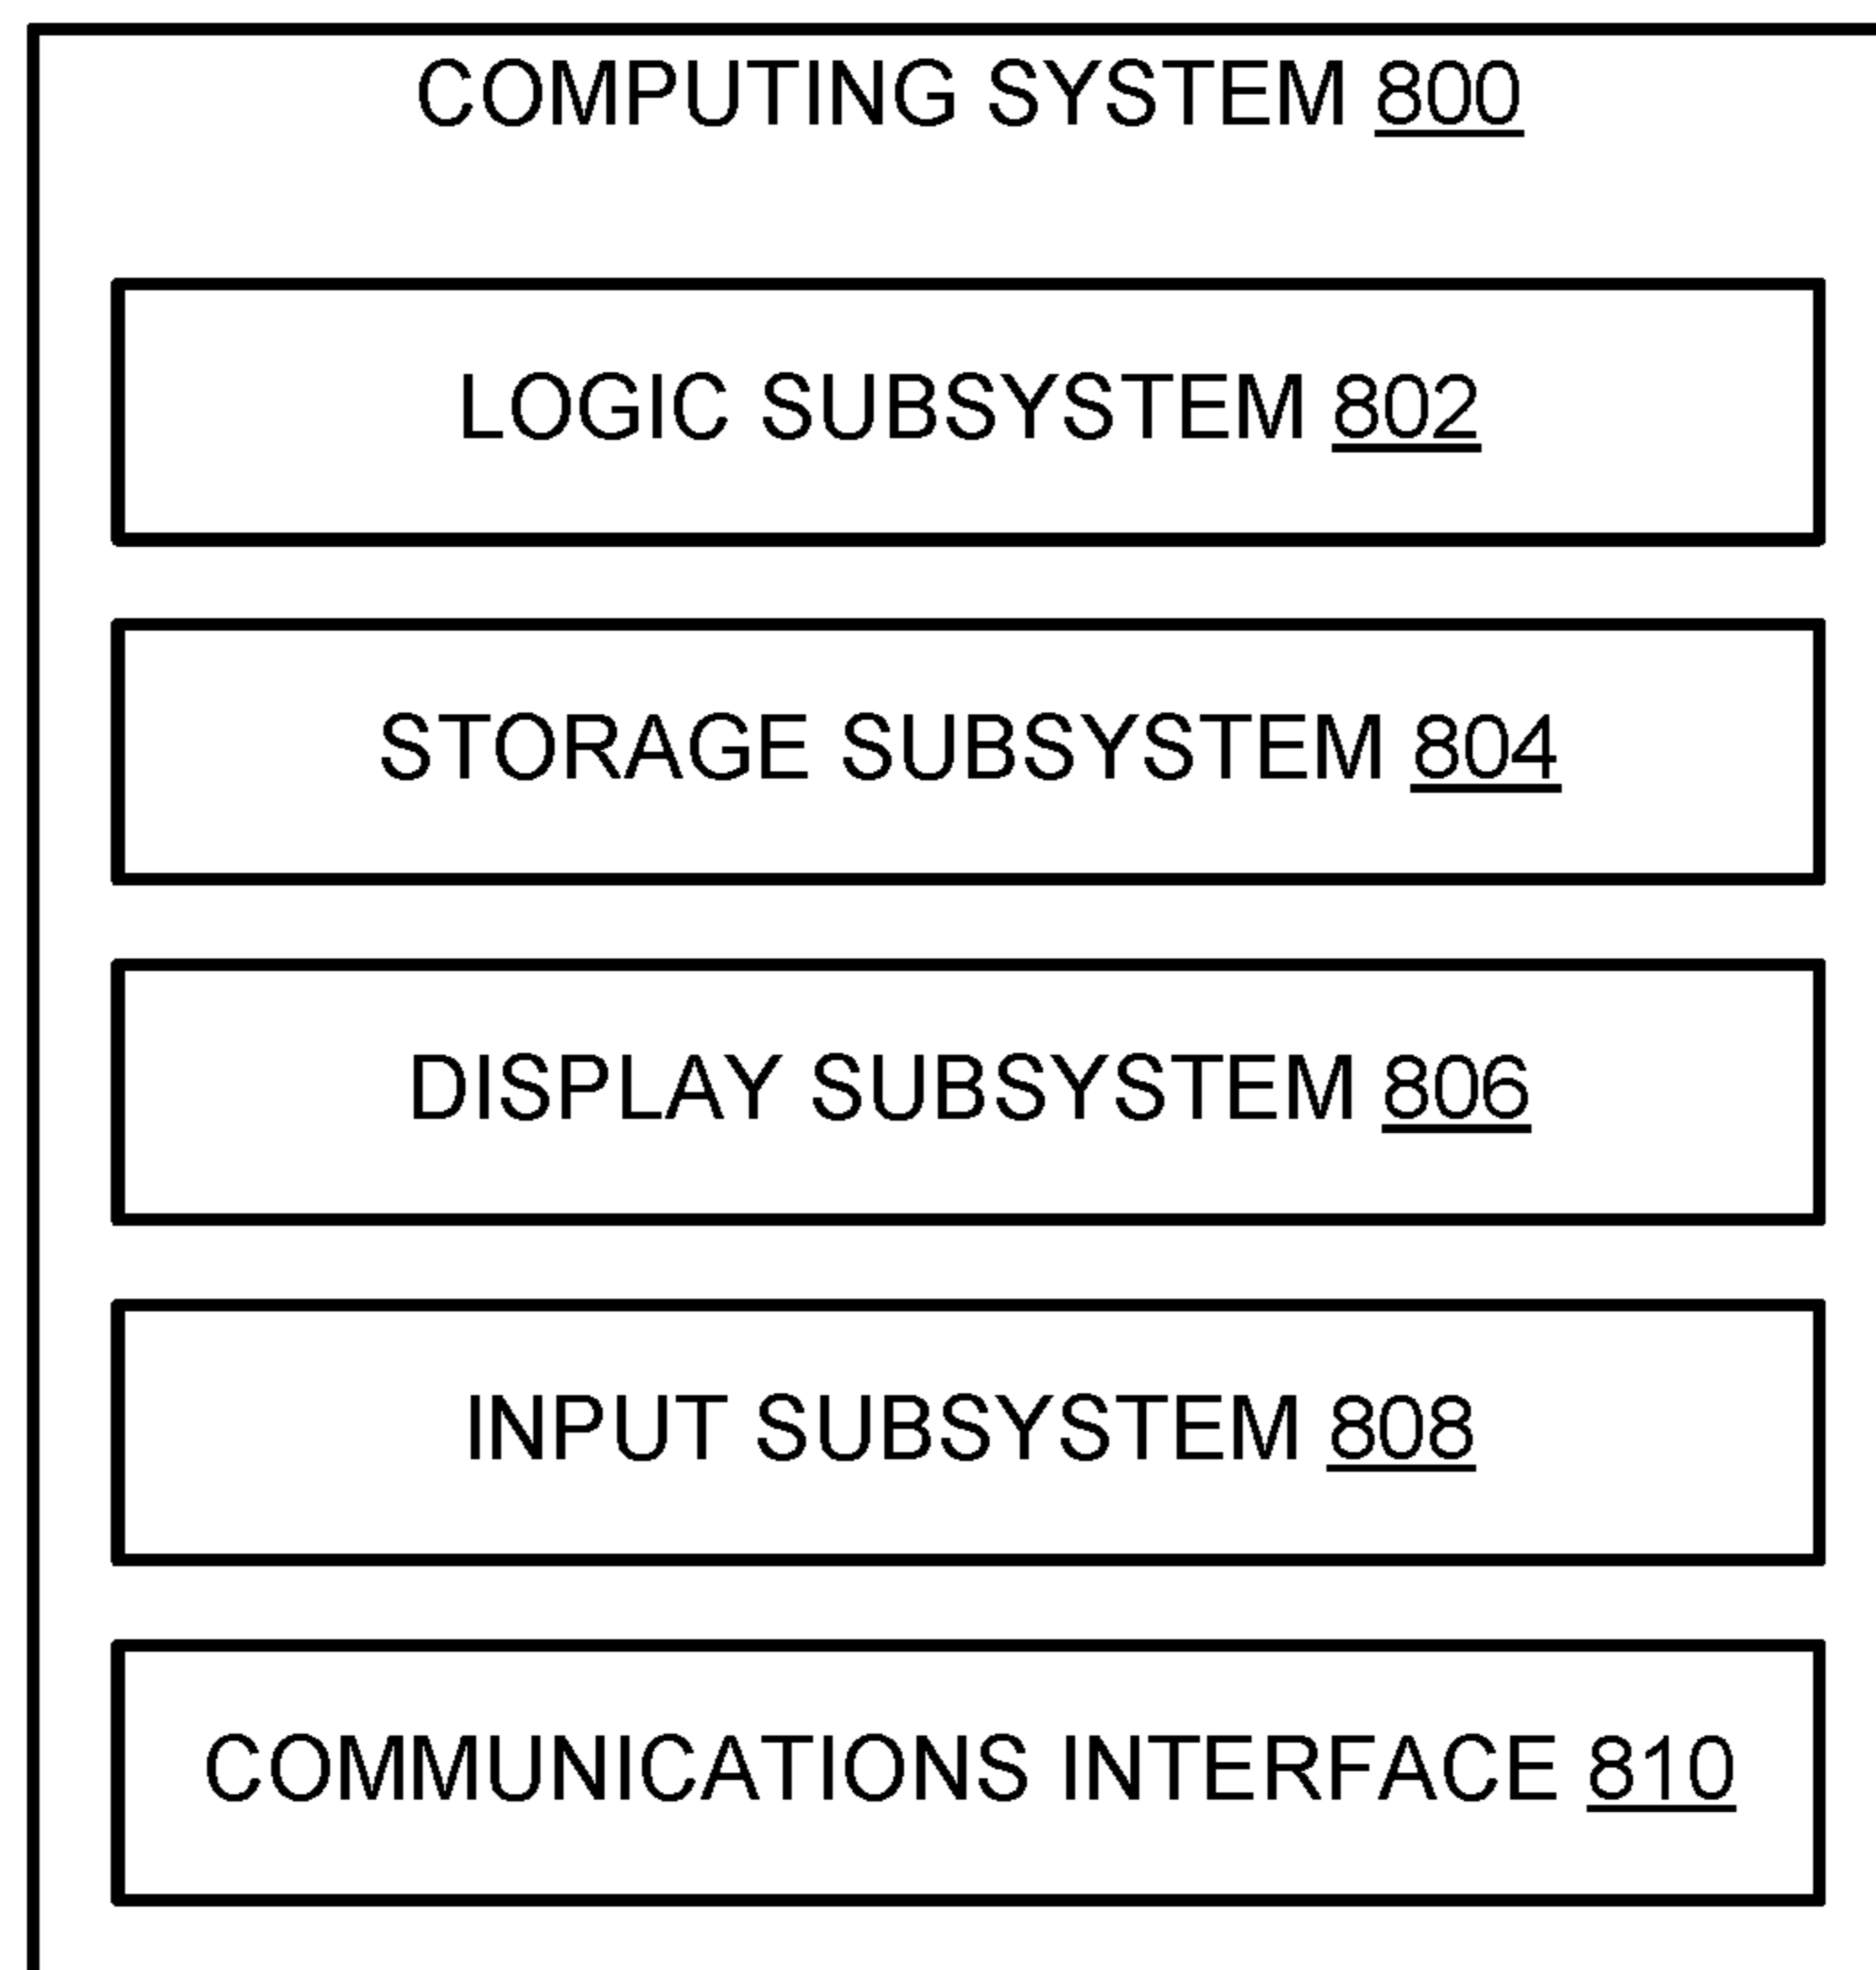 COMPUTING SYSTEM 800
LOGIC SUBSYSTEM 802
STORAGE SUBSYSTEM 804
DISPLAY SUBSYSTEM 806
INPUT SUBSYSTEM 808
COMMUNICATIONS INTERFACE 810